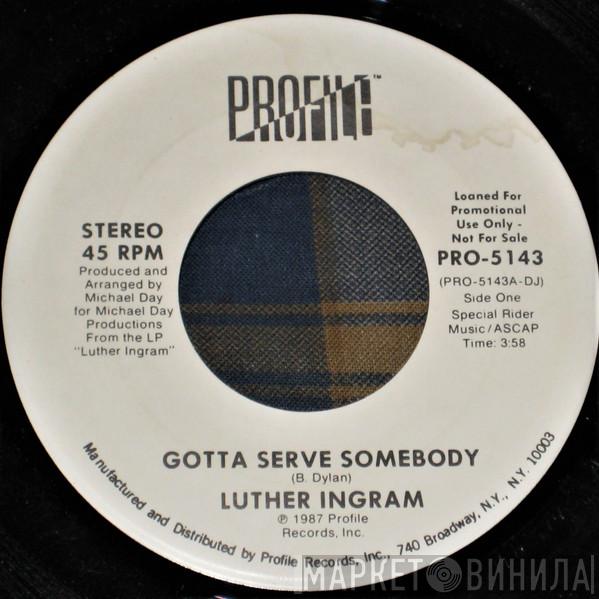 PROFILE™
STEREO
45 RPM
Produced and
Arranged by
Michael Day
for Michael Day
Productions
From the LP
"Luther Ingram"
Loaned For
Promotional
Use Only -
Not For Sale
PRO-5143
(PRO-5143A-DJ)
Side One
Special Rider
Music/ASCAP
Time: 3:58
GOTTA SERVE SOMEBODY
(B. Dylan)
LUTHER INGRAM
℗ 1987 Profile
Records, Inc.
Manufactured and Distributed by Profile Records, Inc., 740 Broadway, N.Y., N.Y. 10003
МАРКЕТ ВИНИЛА